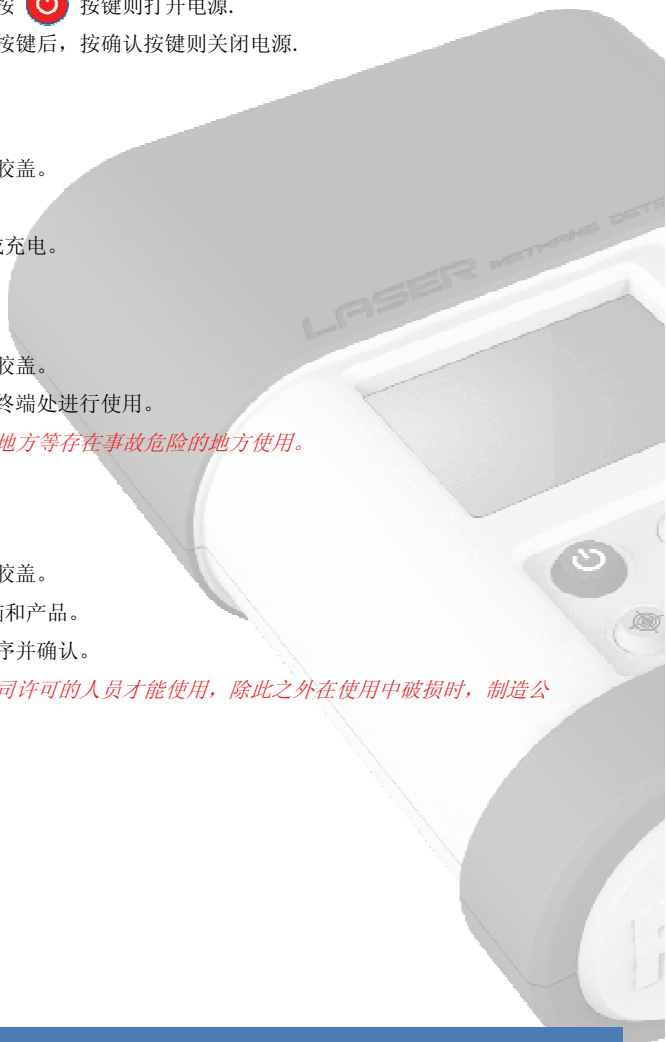 按 按键则打开电源.
按键后，按确认按键则关闭电源.
胶盖。
充电。
LASER METHANE DETE
胶盖。
终端处进行使用。
地方等存在事故危险的地方使用。
胶盖。
和产品。
序并确认。
司许可的人员才能使用，除此之外在使用中破损时，制造公